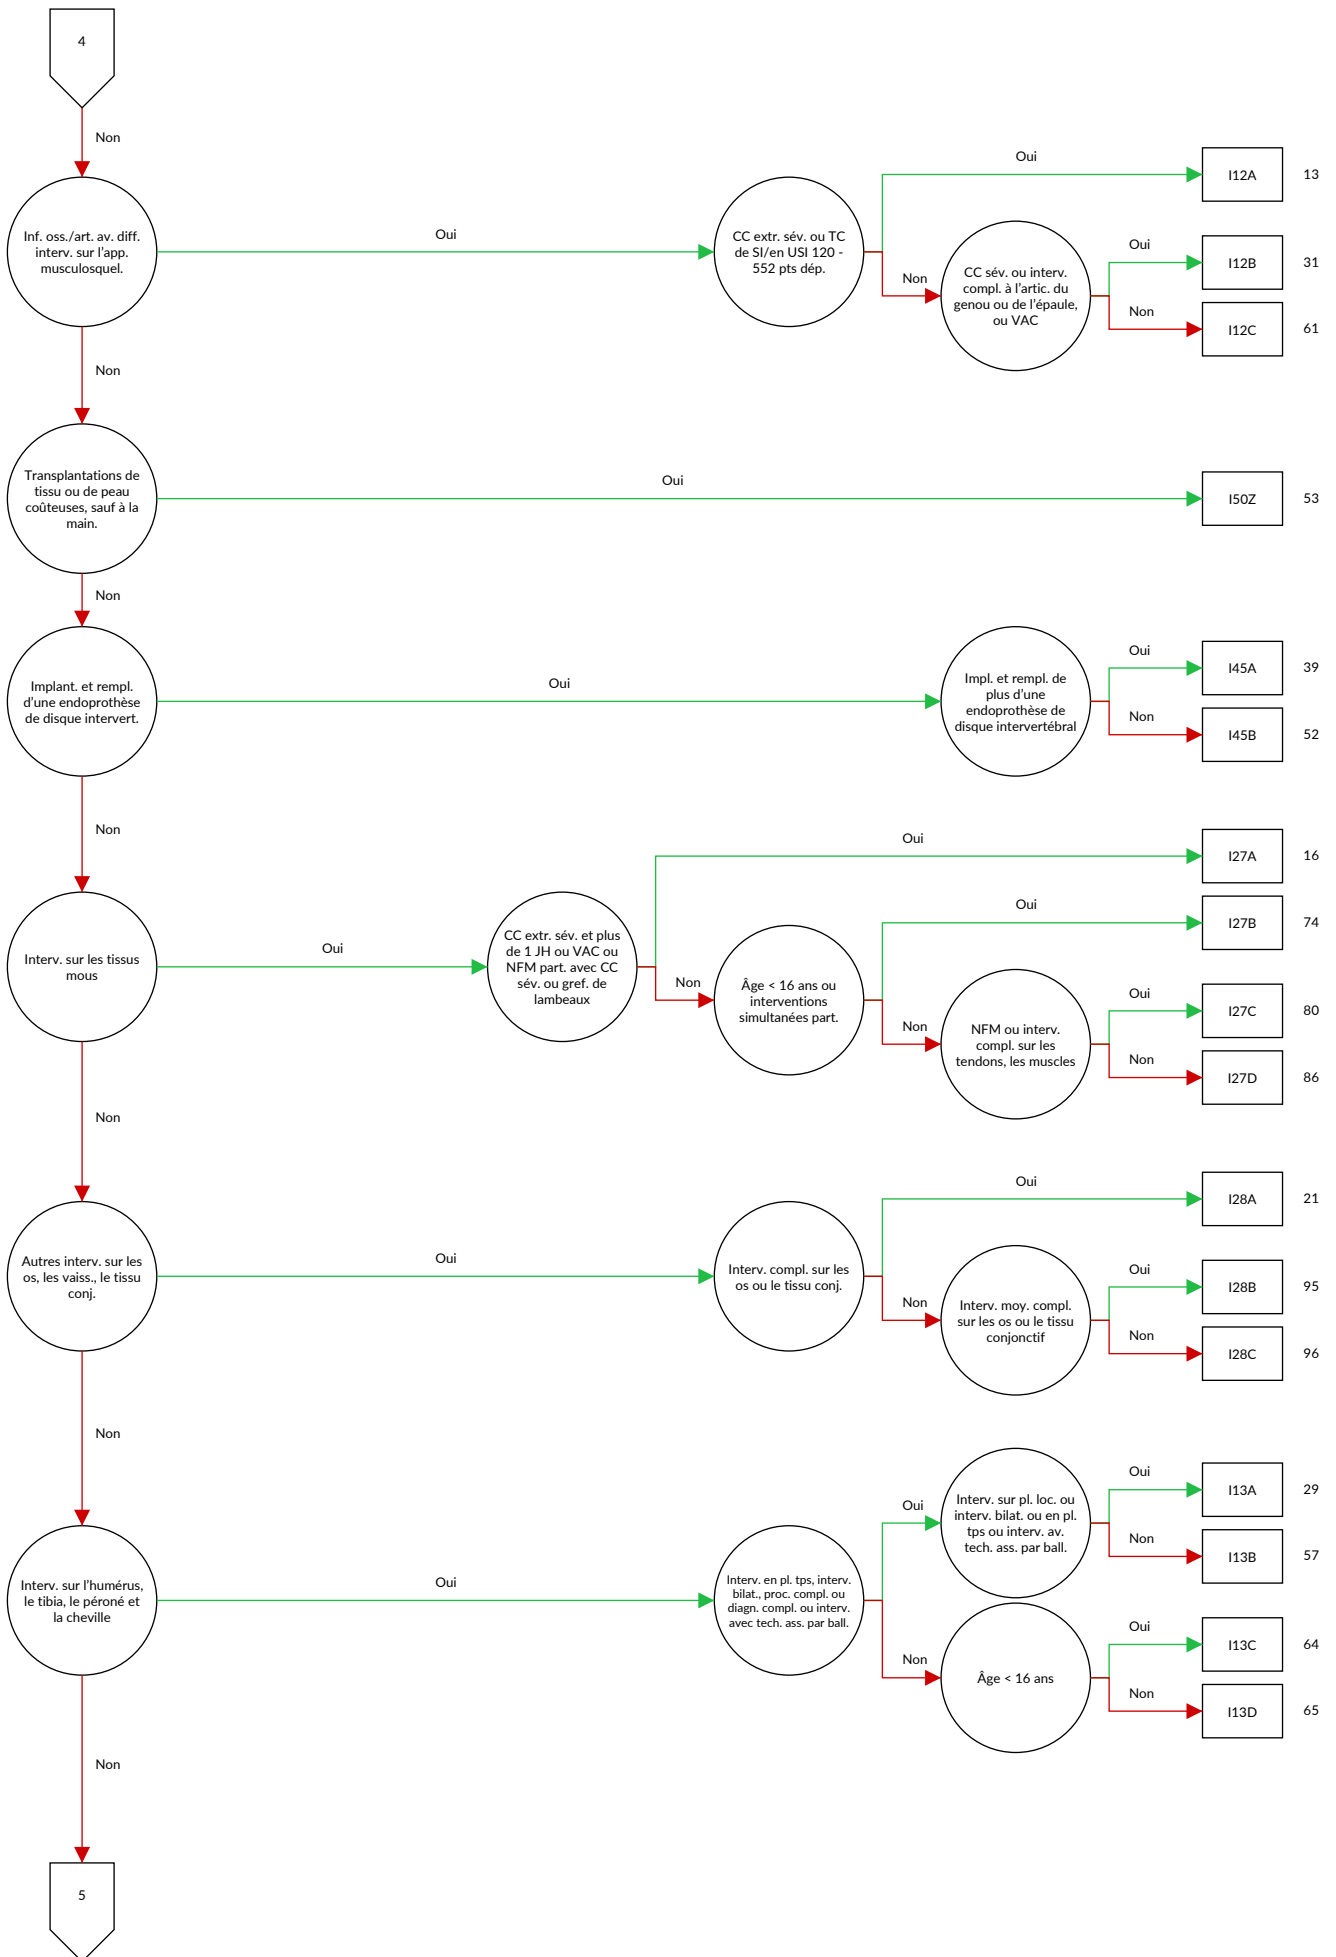 4
Non
Inf. oss./art. av. diff.
interv. sur l'app.
musculosquel.
Oui
CC extr. sév. ou TC
de SI/en USI 120 -
552 pts dép.
Oui
I12A
13
Non
CC sév. ou interv.
compl. à l'artic. du
genou ou de l'épaule,
ou VAC
Oui
I12B
31
Non
I12C
61
Non
Transplantations de
tissu ou de peau
coûteuses, sauf à la
main.
Oui
I50Z
53
Non
Implant. et rempl.
d'une endoprothèse
de disque intervert.
Oui
Impl. et rempl. de
plus d'une
endoprothèse de
disque intervertébral
Oui
I45A
39
Non
I45B
52
Non
Interv. sur les tissus
mous
Oui
CC extr. sév. et plus
de 1 JH ou VAC ou
NFM part. avec CC
sév. ou gref. de
lambeaux
Oui
I27A
16
Non
Âge < 16 ans ou
interventions
simultanées part.
Oui
I27B
74
Non
NFM ou interv.
compl. sur les
tendons, les muscles
Oui
I27C
80
Non
I27D
86
Non
Autres interv. sur les
os, les vaiss., le tissu
conj.
Oui
Interv. compl. sur les
os ou le tissu conj.
Oui
I28A
21
Non
Interv. moy. compl.
sur les os ou le tissu
conjonctif
Oui
I28B
95
Non
I28C
96
Non
Interv. sur l'humérus,
le tibia, le péroné et
la cheville
Oui
Interv. en pl. tps, interv.
bilat., proc. compl. ou
diagn. compl. ou interv.
avec tech. ass. par ball.
Oui
Interv. sur pl. loc. ou
interv. bilat. ou en pl.
tps ou interv. av.
tech. ass. par ball.
Oui
I13A
29
Non
I13B
57
Non
Âge < 16 ans
Oui
I13C
64
Non
I13D
65
Non
5